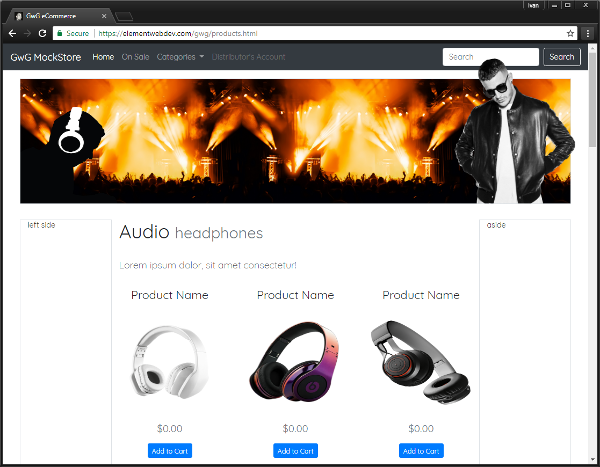 Ivan
GwG eCommerce
Secure https://elementwebdev.com/gwg/products.html
GwG MockStore Home On Sale Categories Distributor's Account Search Search
left side
Audio headphones
Lorem ipsum dolor, sit amet consectetur!
Product Name Product Name Product Name
$0.00 $0.00 $0.00
Add to Cart Add to Cart Add to Cart
aside